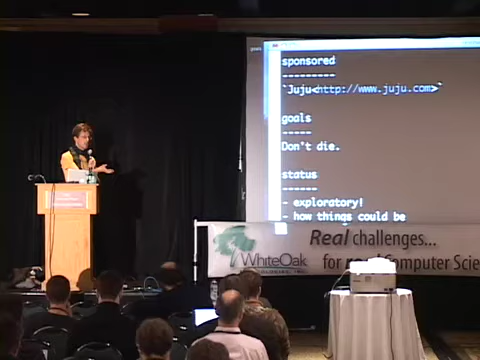 sponsored
---------
`Juju<http://www.juju.com>`
goals
-----
Don't die.
status
------
- exploratory!
- how things could be
WhiteOak
Real challenges...
for real Computer Scie